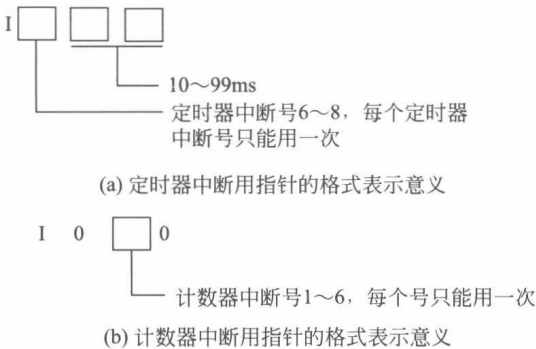 I
10～99ms
定时器中断号6～8，每个定时器
中断号只能用一次
(a) 定时器中断用指针的格式表示意义
I 0 0
计数器中断号1～6，每个号只能用一次
(b) 计数器中断用指针的格式表示意义